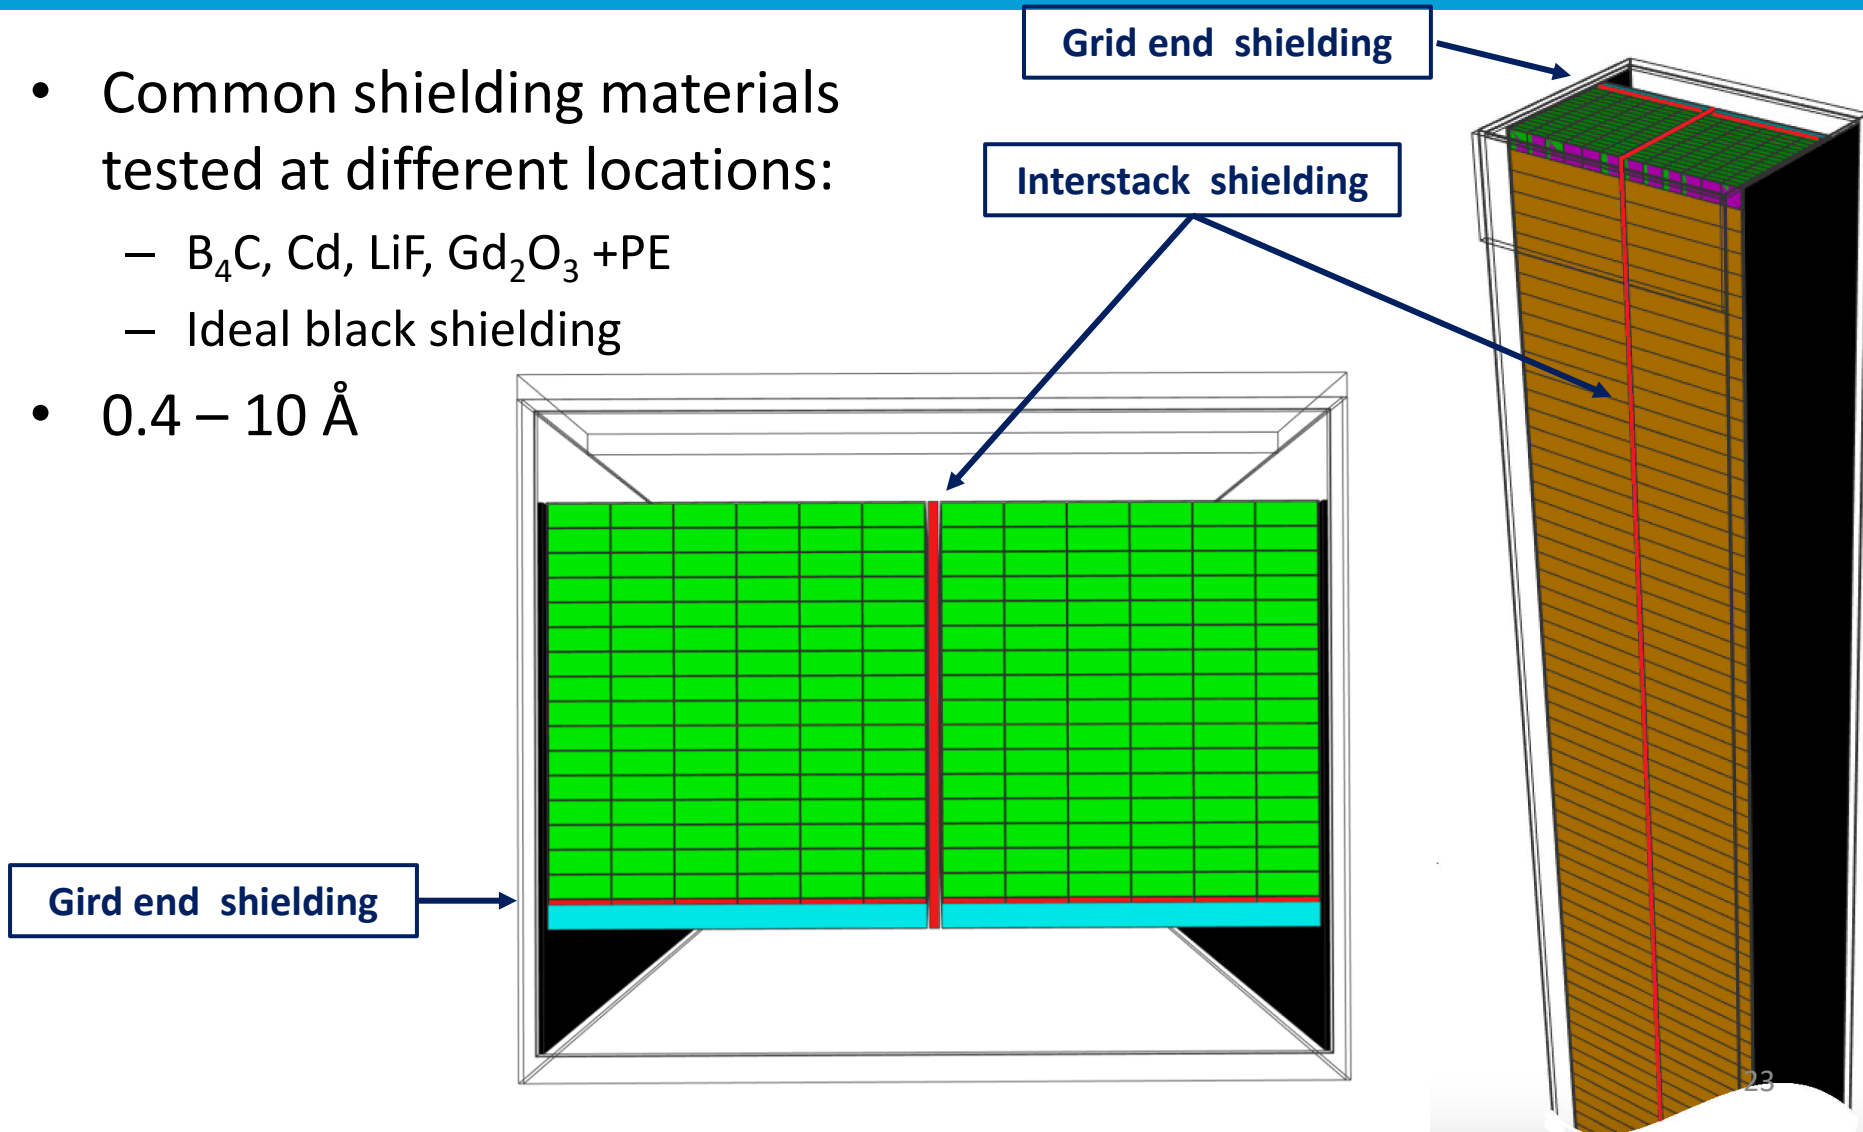 Grid end  shielding
• Common shielding materials
tested at different locations:
Interstack  shielding
– B₄C, Cd, LiF, Gd₂O₃ +PE
– Ideal black shielding
• 0.4 – 10 Å
Gird end  shielding
23